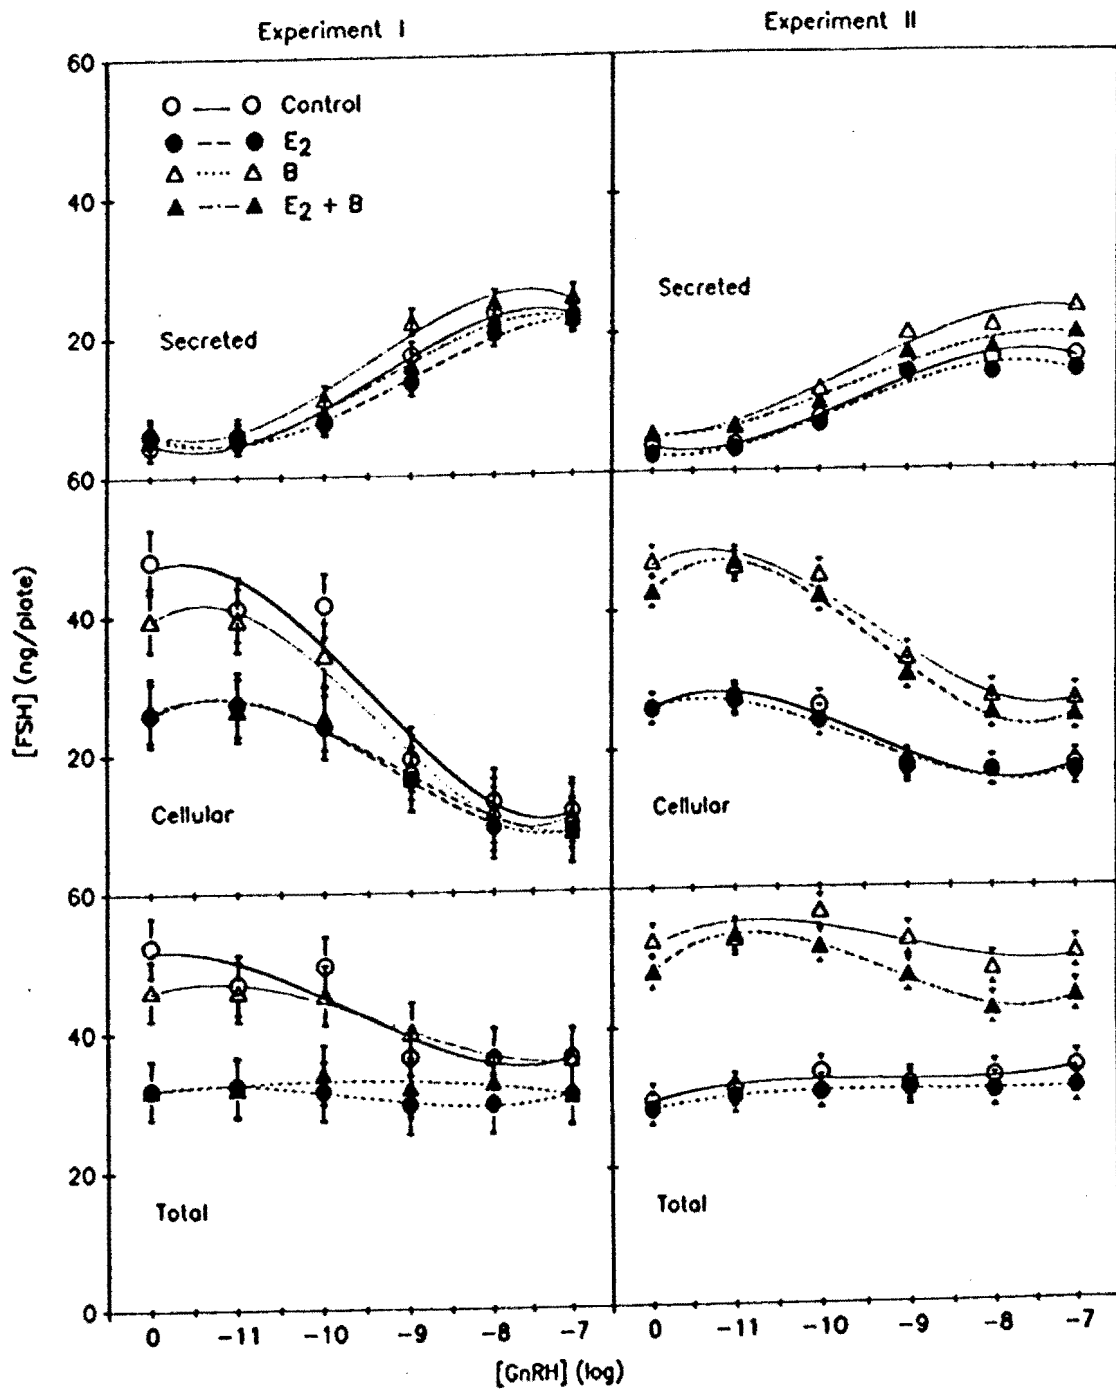 Experiment I
Experiment II
60
Control
E2
B
E2 + B
40
20
Secreted
Secreted
60
40
20
Cellular
Cellular
60
40
20
Total
Total
0
[FSH] (ng/plate)
0 -11 -10 -9 -8 -7
0 -11 -10 -9 -8 -7
[GnRH] (log)